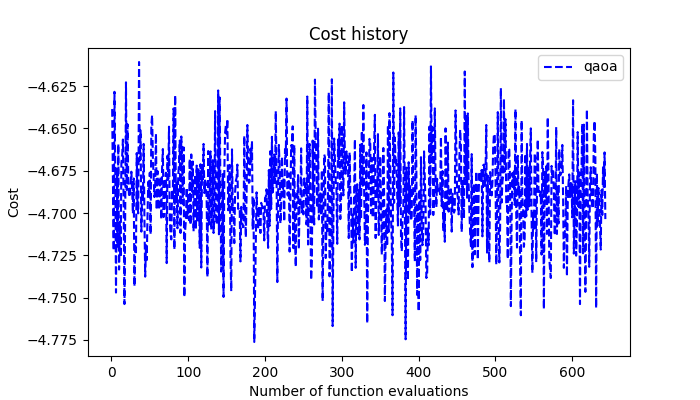 Cost history
qaoa
Cost
−4.625
−4.650
−4.675
−4.700
−4.725
−4.750
−4.775
0 100 200 300 400 500 600
Number of function evaluations